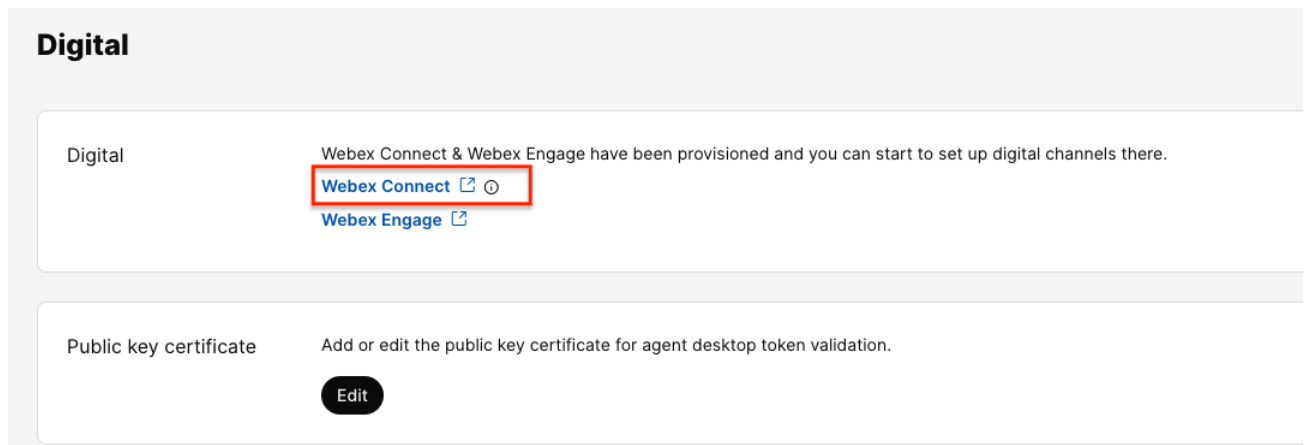 Digital
Digital
Webex Connect & Webex Engage have been provisioned and you can start to set up digital channels there.
Webex Connect
Webex Engage
Public key certificate
Add or edit the public key certificate for agent desktop token validation.
Edit